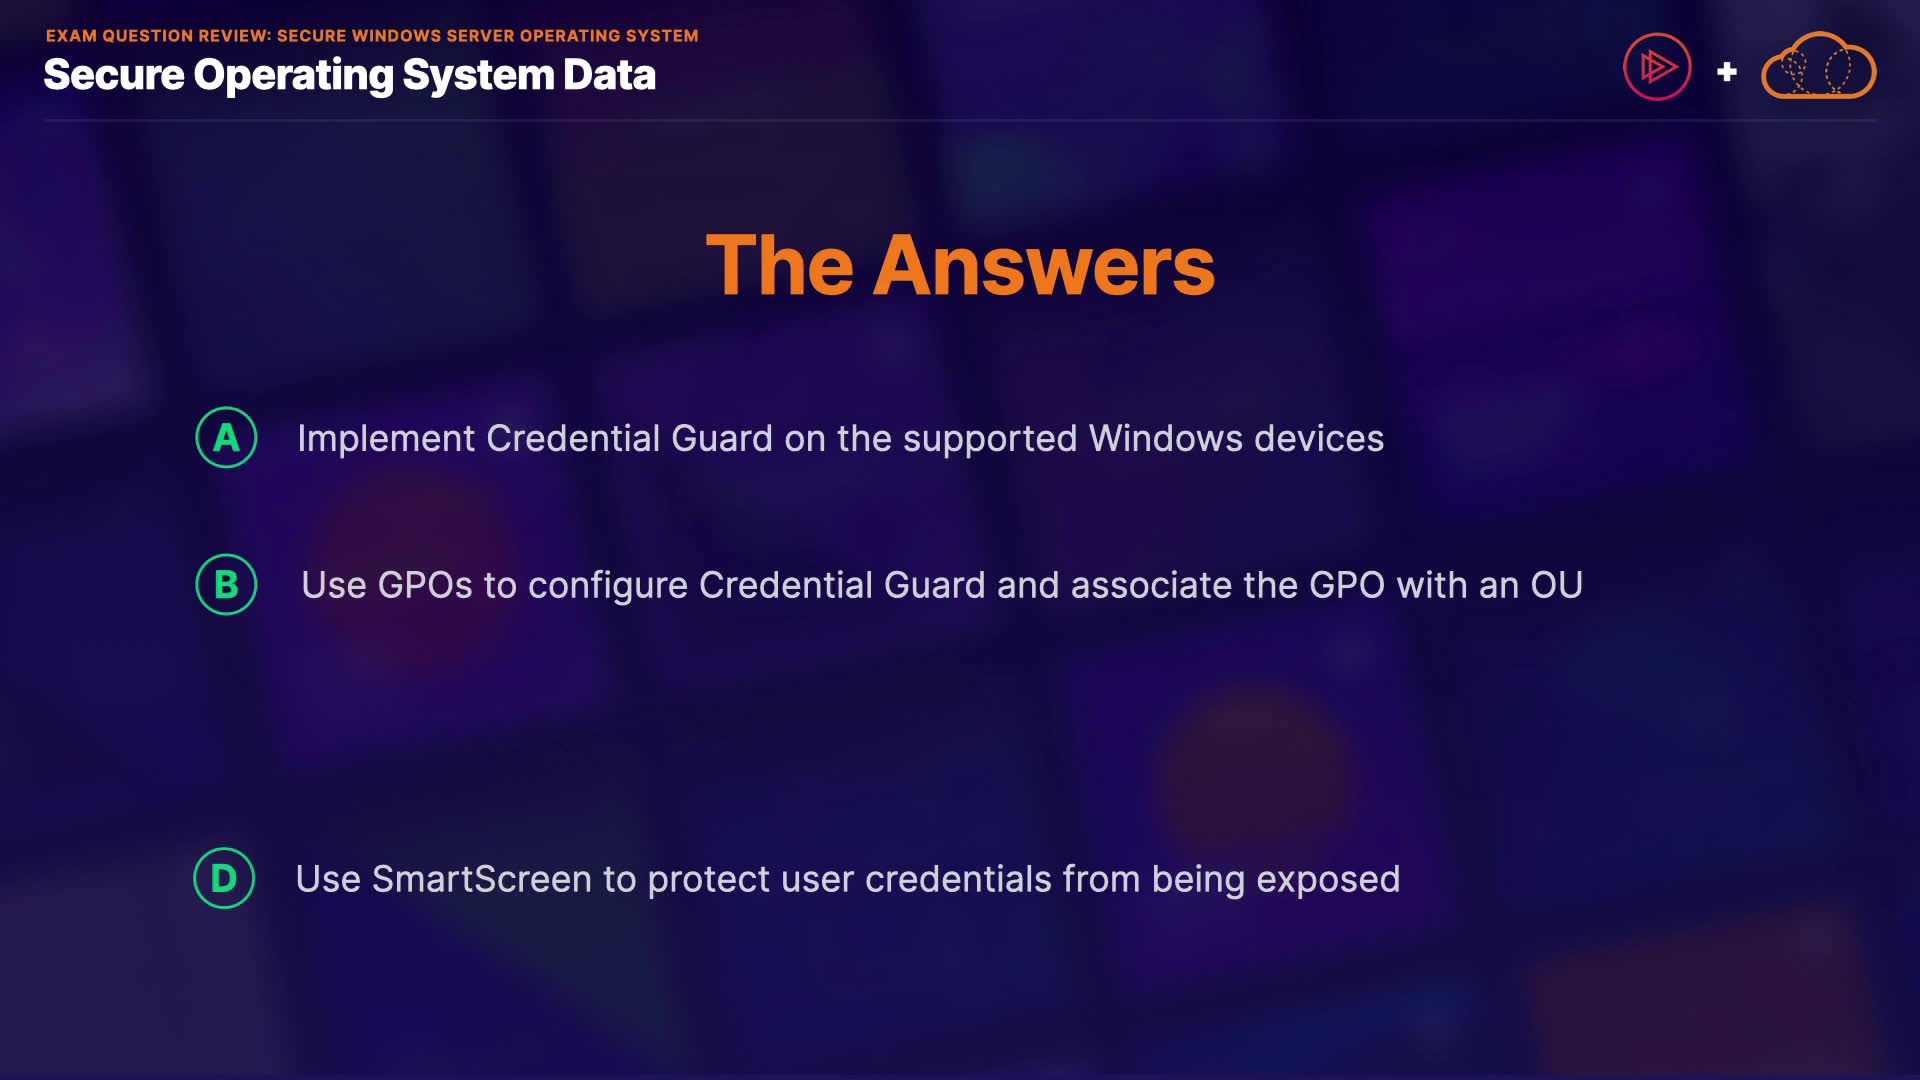 EXAM QUESTION REVIEW: SECURE WINDOWS SERVER OPERATING SYSTEM
Secure Operating System Data
+
The Answers
A Implement Credential Guard on the supported Windows devices
B Use GPOs to configure Credential Guard and associate the GPO with an OU
D Use SmartScreen to protect user credentials from being exposed